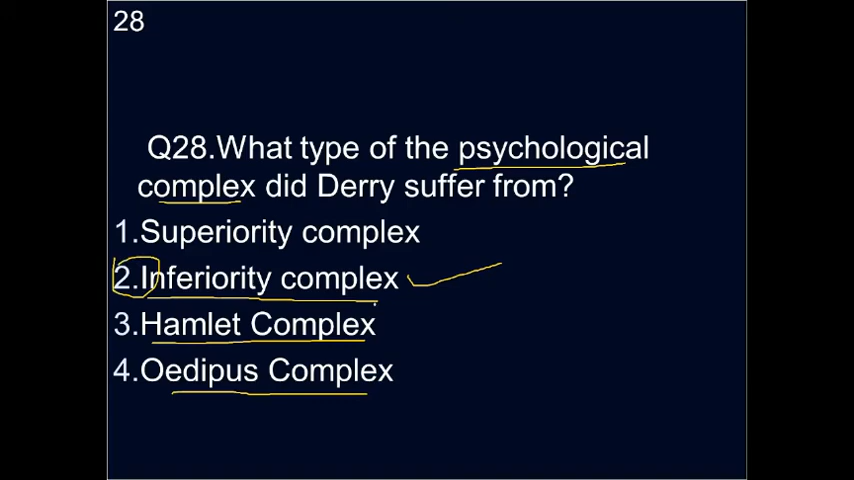 28
Q28.What type of the psychological
complex did Derry suffer from?
1.Superiority complex
2.Inferiority complex
3.Hamlet Complex
4.Oedipus Complex